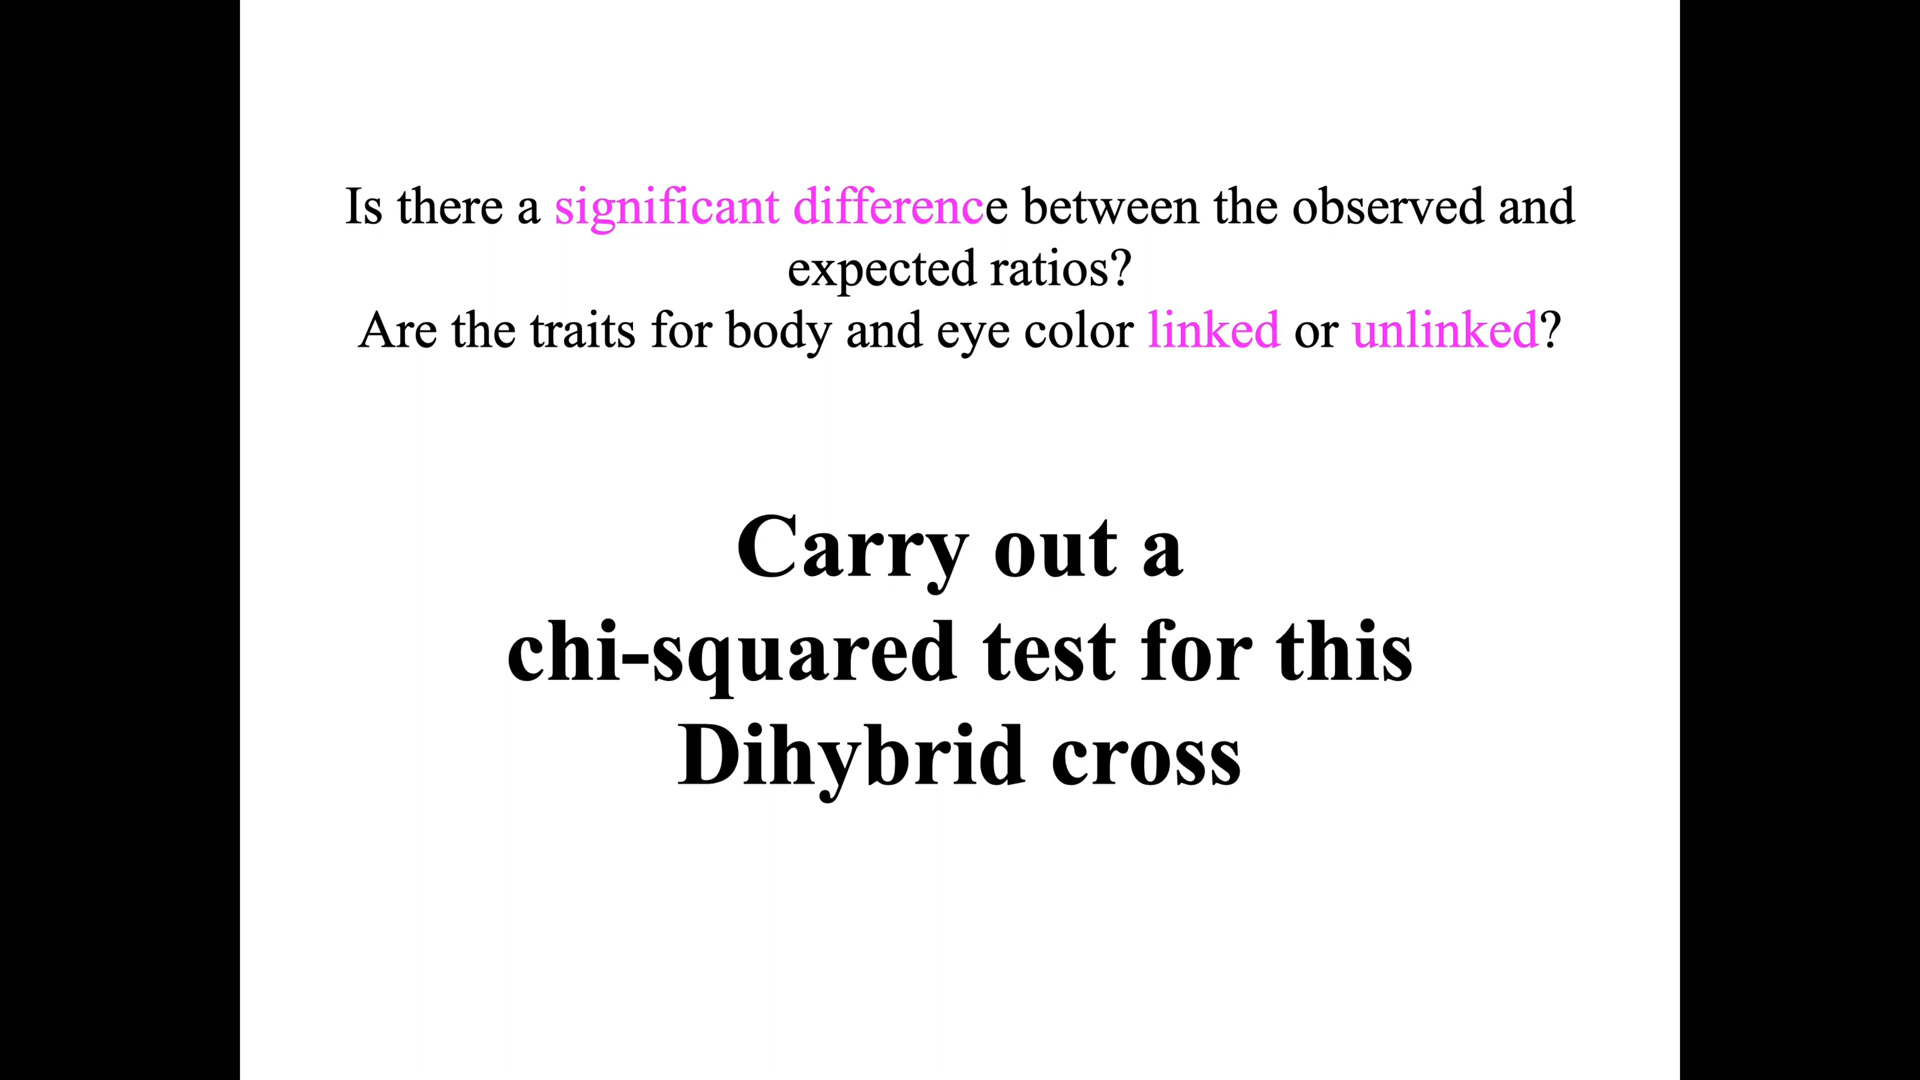 Is there a significant difference between the observed and
expected ratios?
Are the traits for body and eye color linked or unlinked?
Carry out a
chi-squared test for this
Dihybrid cross